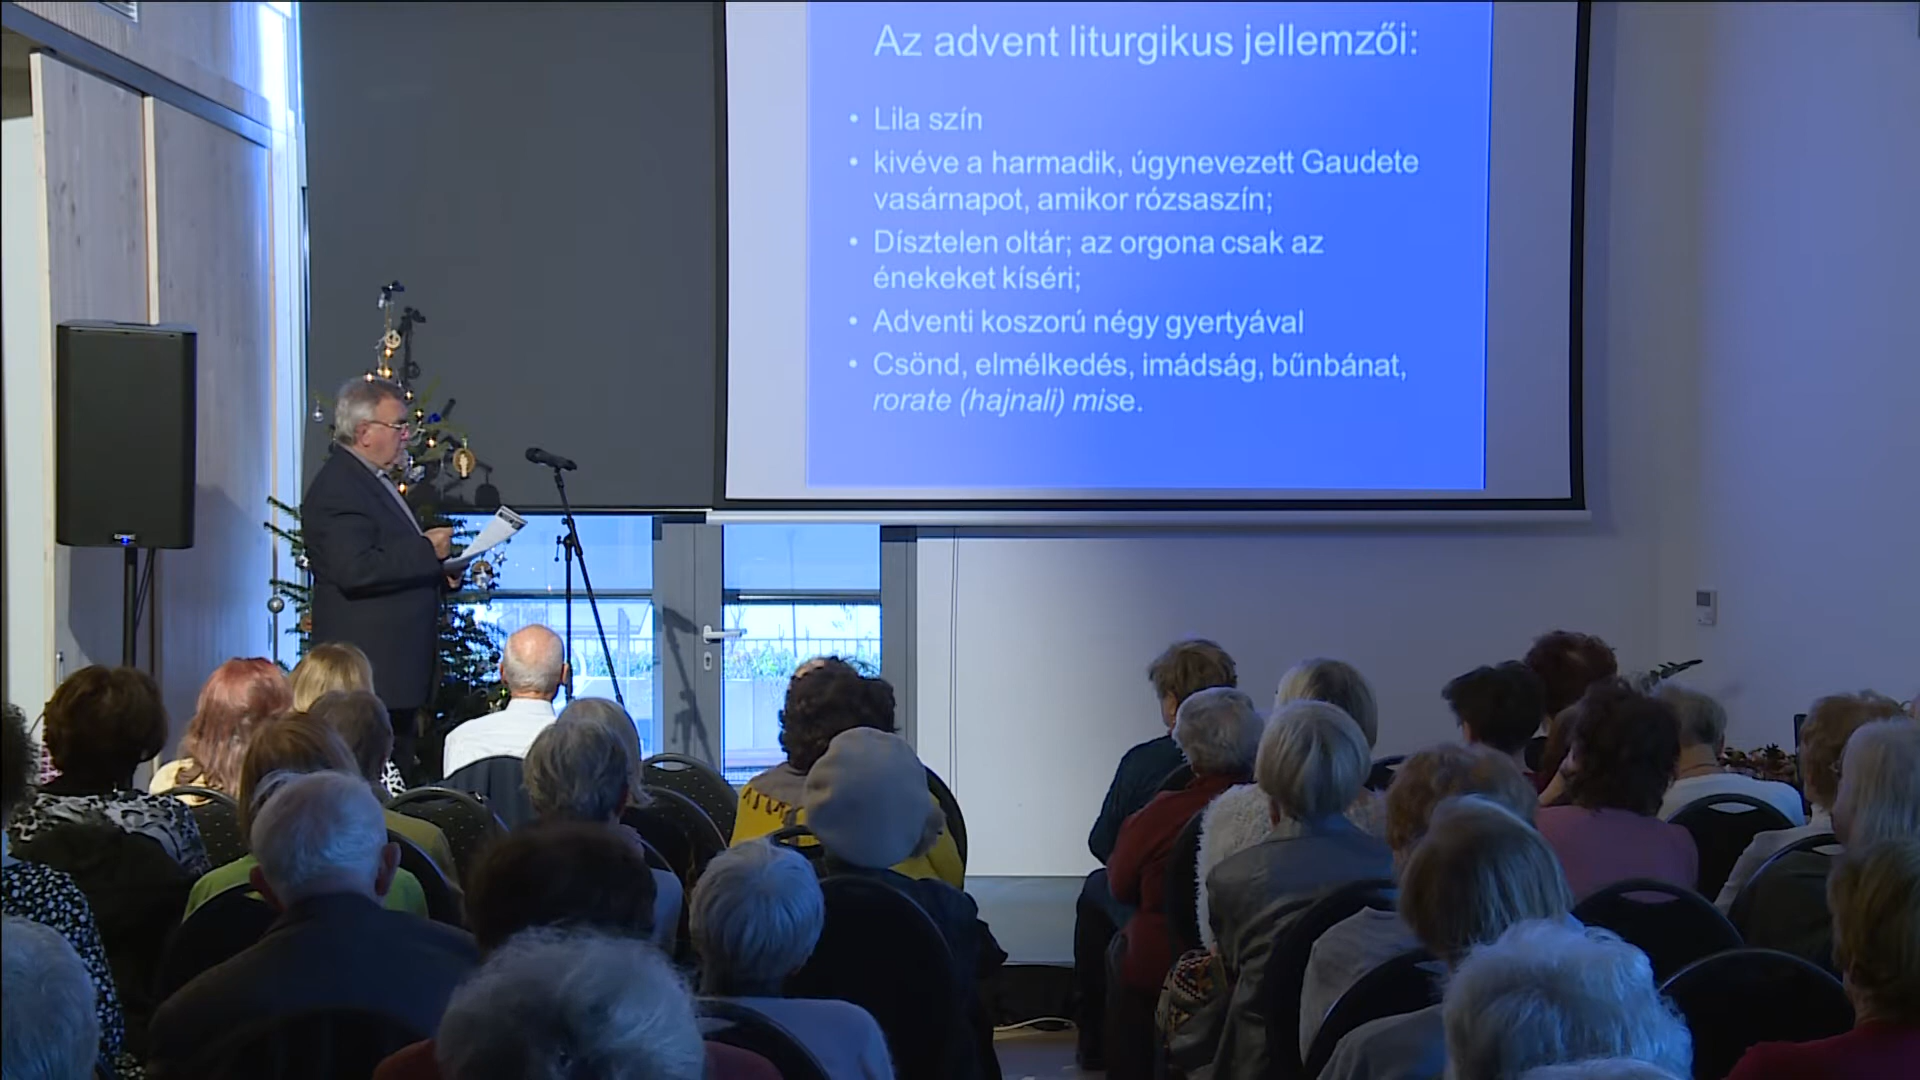 Az advent liturgikus jellemzői:
• Lila szín
• kivéve a harmadik, úgynevezett Gaudete
vasárnapot, amikor rózsaszín;
• Dísztelen oltár; az orgona csak az
énekeket kíséri;
• Adventi koszorú négy gyertyával
• Csönd, elmélkedés, imádság, bűnbánat,
rorate (hajnali) mise.